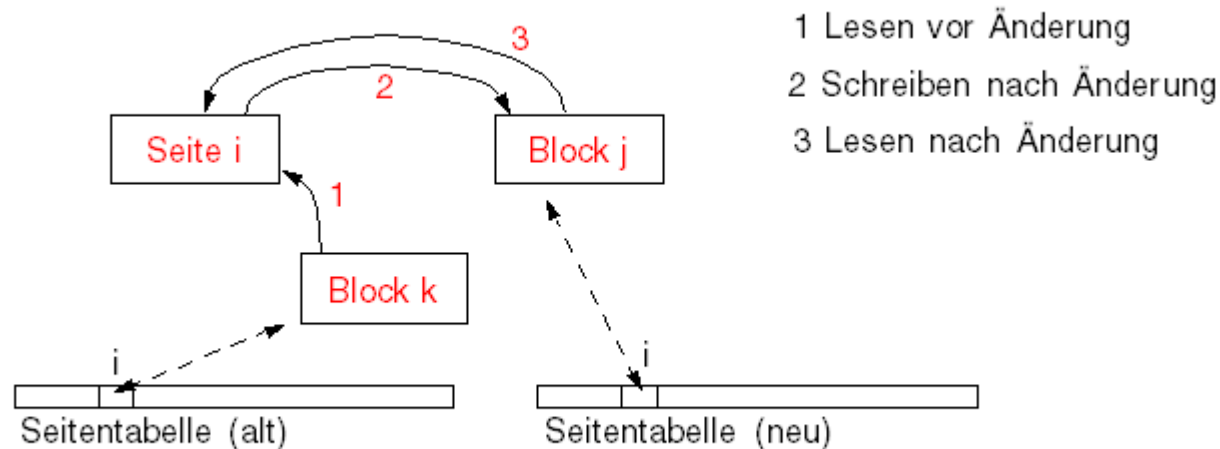 3
1 Lesen vor Änderung
2
2 Schreiben nach Änderung
Seite i
Block j
3 Lesen nach Änderung
1
Block k
i
i
Seitentabelle (alt)
Seitentabelle (neu)